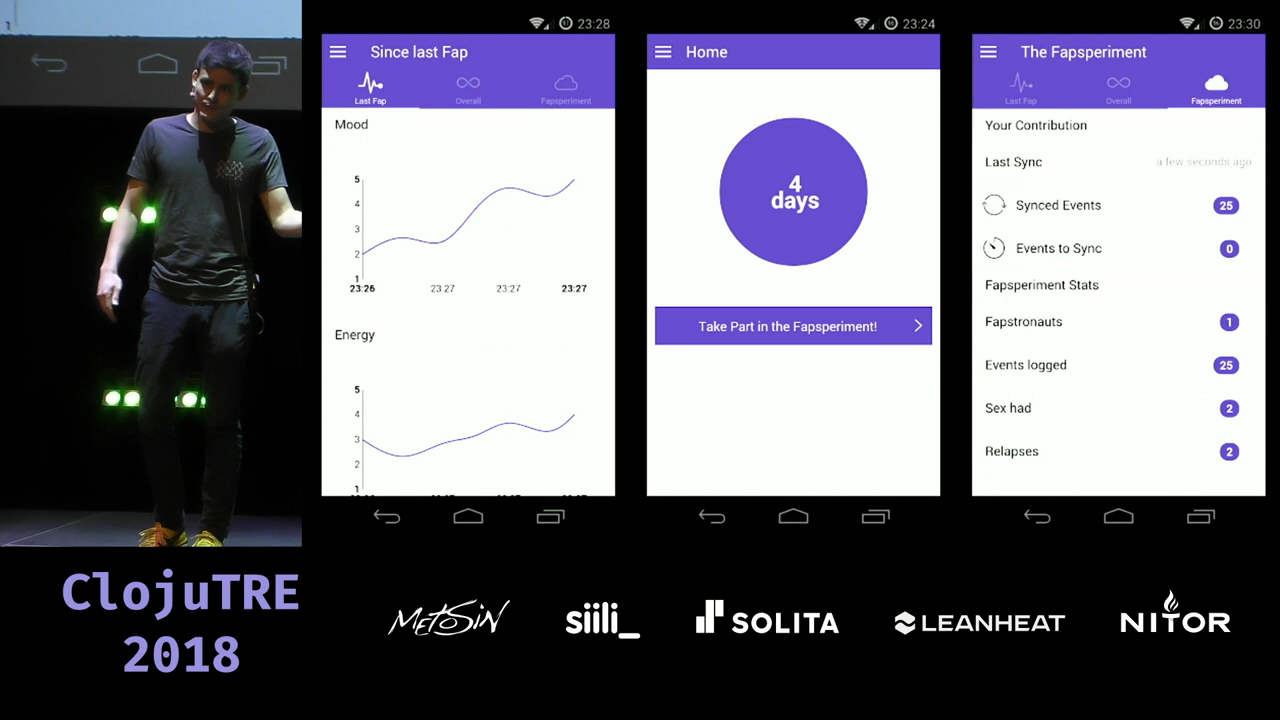 23:28
Since last Fap
Last Fap
Overall
Fapsperiment
Mood
5
4
3
2
1
23:26 23:27 23:27 23:27
Energy
5
4
3
2
1
23:24
Home
4
days
Take Part in the Fapsperiment!
23:30
The Fapsperiment
Last Fap
Overall
Fapsperiment
Your Contribution
Last Sync a few seconds ago
Synced Events 25
Events to Sync 0
Fapsperiment Stats
Fapstronauts 1
Events logged 25
Sex had 2
Relapses 2
ClojuTRE
2018
METOSIN
siili_
SOLITA
LEANHEAT
NITOR